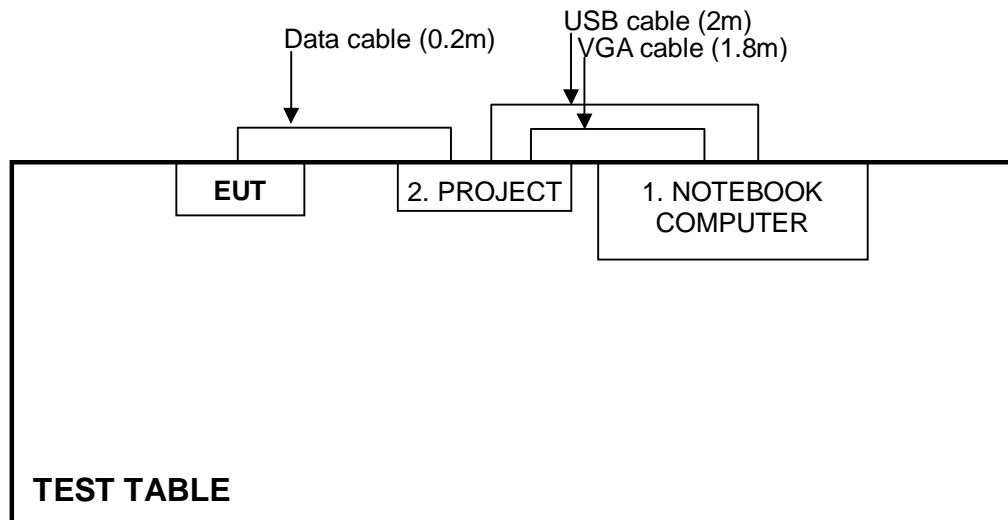 USB cable (2m)
Data cable (0.2m)
VGA cable (1.8m)
EUT
2. PROJECT
1. NOTEBOOK
COMPUTER
TEST TABLE